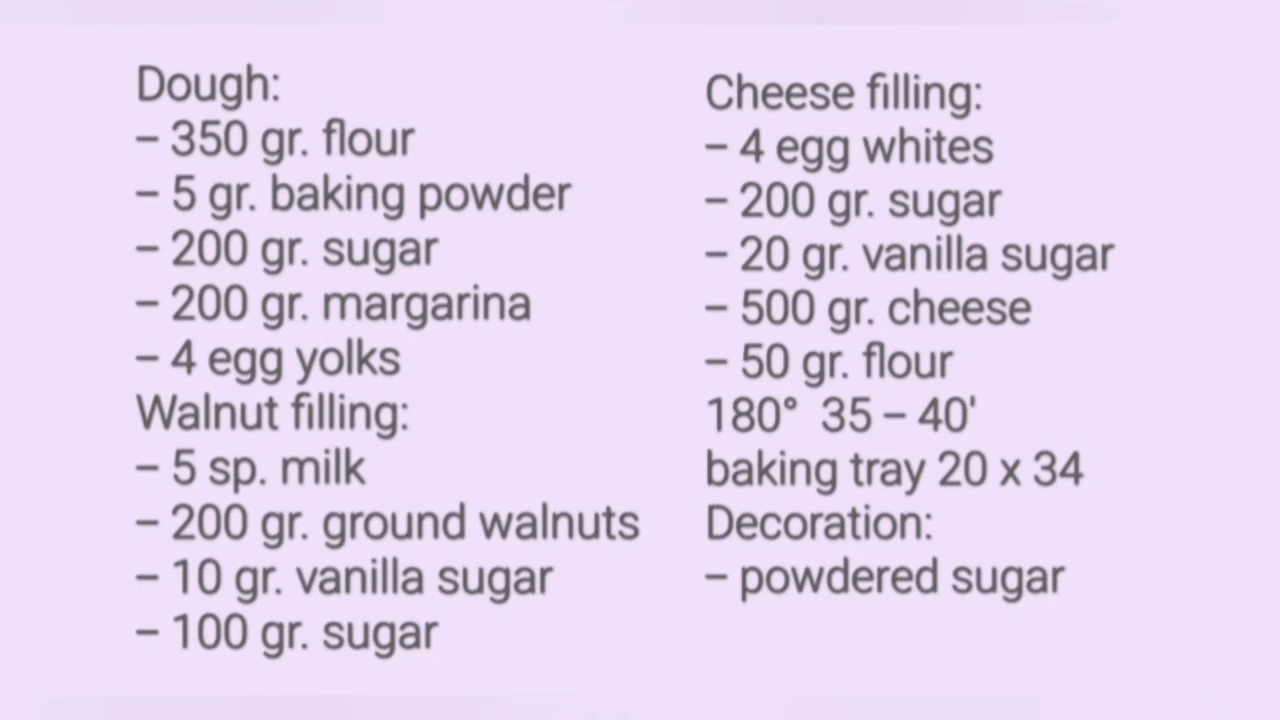 Dough:
– 350 gr. flour
– 5 gr. baking powder
– 200 gr. sugar
– 200 gr. margarina
– 4 egg yolks
Walnut filling:
– 5 sp. milk
– 200 gr. ground walnuts
– 10 gr. vanilla sugar
– 100 gr. sugar
Cheese filling:
– 4 egg whites
– 200 gr. sugar
– 20 gr. vanilla sugar
– 500 gr. cheese
– 50 gr. flour
180° 35 – 40'
baking tray 20 x 34
Decoration:
– powdered sugar